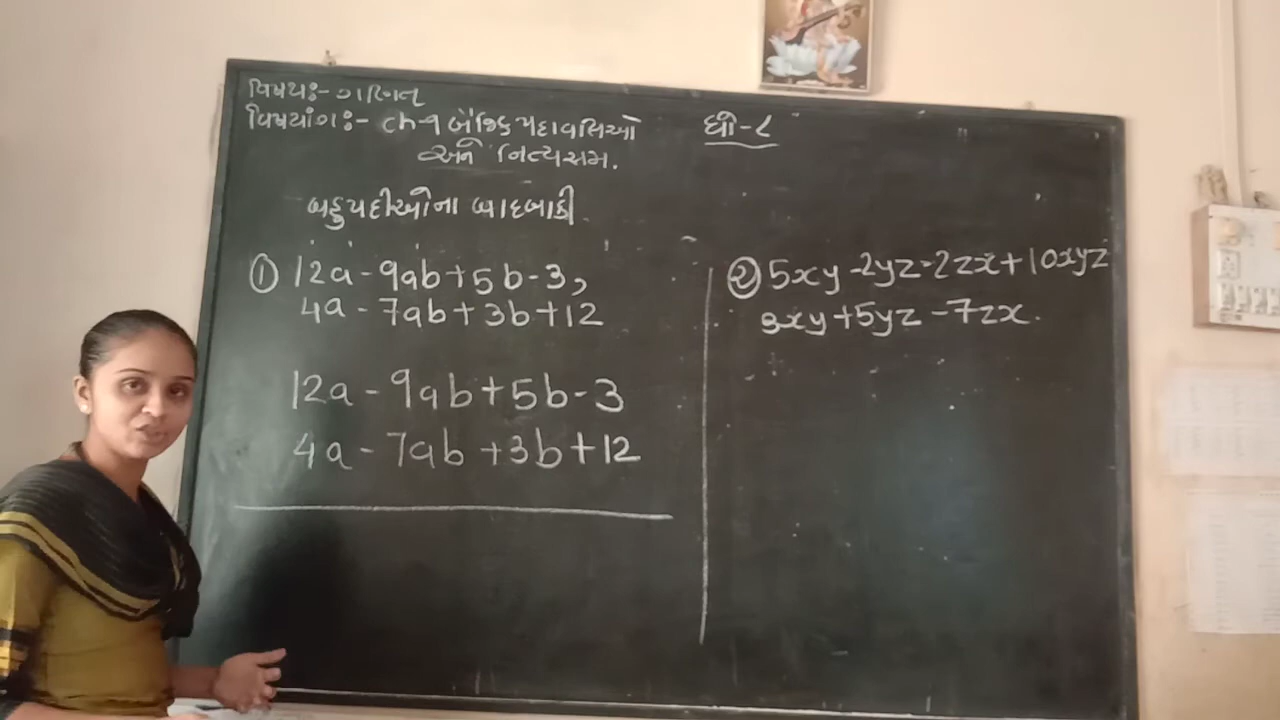 વિષય:- ગણિત
વિષયાંગ:- ch-૧ બૈજિક પદાવલિઓ
અને નિત્યસમ.
ધો-૮
બહુપદીઓના બાદબાકી
① 12a - 9ab + 5b - 3,
4a - 7ab + 3b + 12
12a - 9ab + 5b - 3
4a - 7ab + 3b + 12
② 5xy - 2yz - 2zx + 10xyz
3xy + 5yz - 7zx.